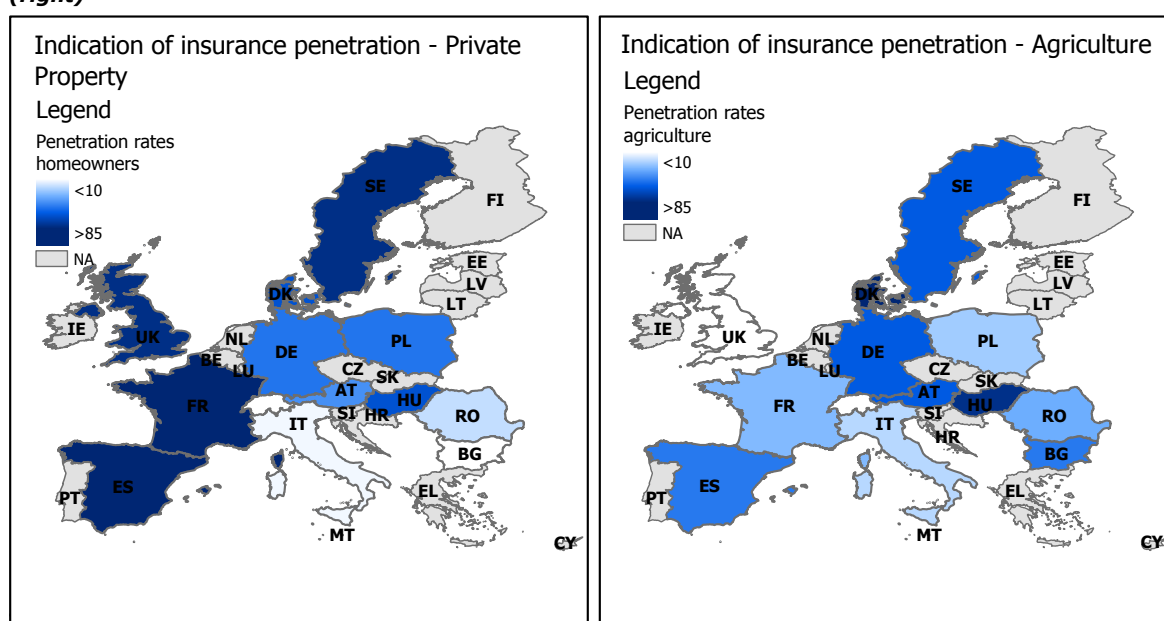 (right)
Indication of insurance penetration - Private
Property
Legend
Penetration rates
homeowners
<10
>85
NA
SE
FI
EE
LV
LT
DK
IE
UK
NL
BE
LU
DE
PL
CZ
SK
AT
HU
SI
HR
FR
IT
RO
BG
PT
ES
EL
MT
CY
Indication of insurance penetration - Agriculture
Legend
Penetration rates
agriculture
<10
>85
NA
SE
FI
EE
LV
LT
DK
IE
UK
NL
BE
LU
DE
PL
CZ
SK
AT
HU
SI
HR
FR
IT
RO
BG
PT
ES
EL
MT
CY